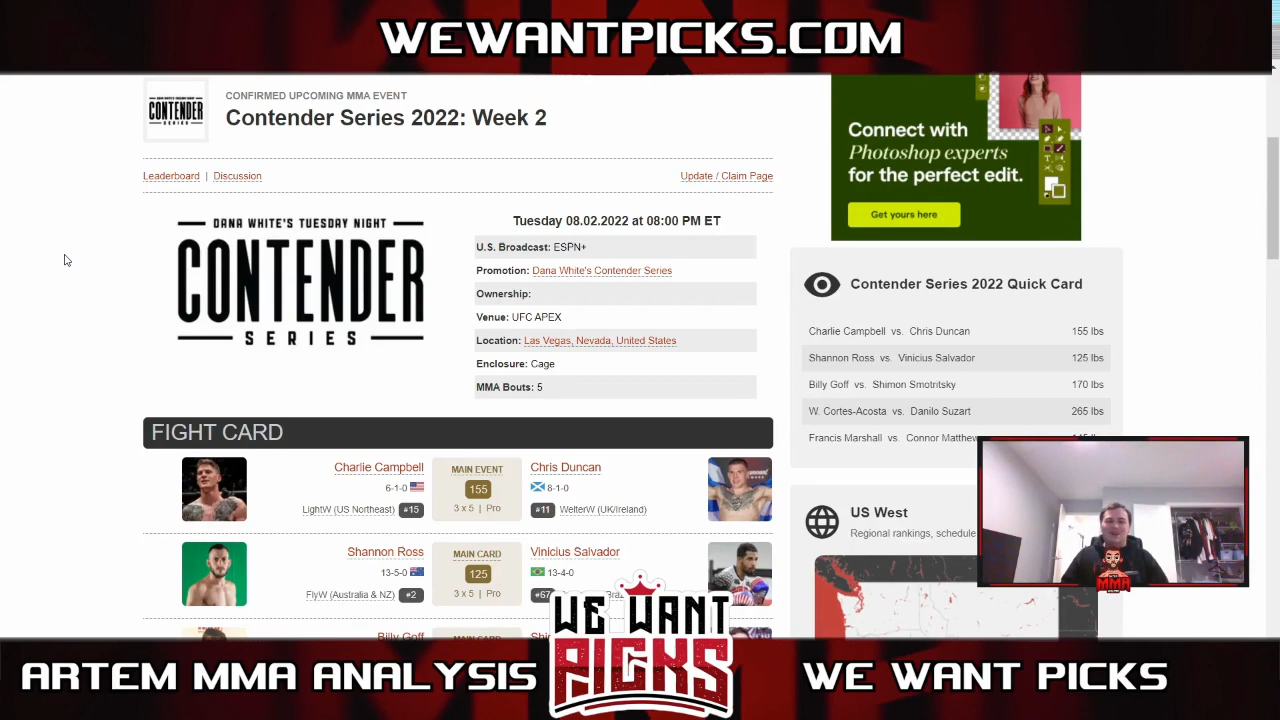 WEWANTPICKS.COM
CONTENDER
SERIES
CONFIRMED UPCOMING MMA EVENT
Contender Series 2022: Week 2
Leaderboard | Discussion
Update / Claim Page
DANA WHITE'S TUESDAY NIGHT
CONTENDER
SERIES
Tuesday 08.02.2022 at 08:00 PM ET
U.S. Broadcast: ESPN+
Promotion: Dana White's Contender Series
Ownership:
Venue: UFC APEX
Location: Las Vegas, Nevada, United States
Enclosure: Cage
MMA Bouts: 5
Connect with
Photoshop experts
for the perfect edit.
Get yours here
Contender Series 2022 Quick Card
Charlie Campbell vs. Chris Duncan 155 lbs
Shannon Ross vs. Vinicius Salvador 125 lbs
Billy Goff vs. Shimon Smotritsky 170 lbs
W. Cortes-Acosta vs. Danilo Suzart 265 lbs
Francis Marshall vs. Connor Matthew
FIGHT CARD
Charlie Campbell MAIN EVENT Chris Duncan
6-1-0 155 8-1-0
LightW (US Northeast) #15 3 x 5 | Pro #11 WelterW (UK/Ireland)
Shannon Ross MAIN CARD Vinicius Salvador
13-5-0 125 13-4-0
FlyW (Australia & NZ) #2 3 x 5 | Pro #67
Billy Goff
US West
Regional rankings, schedule
MMA
WE WANT
PICKS
ARTEM MMA ANALYSIS
WE WANT PICKS